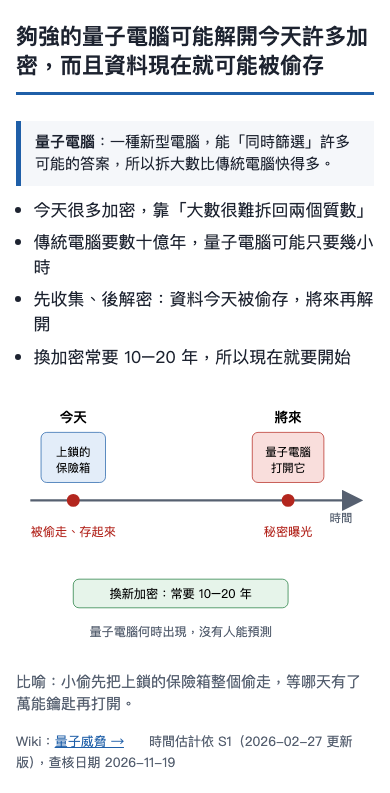 夠強的量子電腦可能解開今天許多加
密，而且資料現在就可能被偷存
量子電腦：一種新型電腦，能「同時篩選」許多
可能的答案，所以拆大數比傳統電腦快得多。
• 今天很多加密，靠「大數很難拆回兩個質數」
• 傳統電腦要數十億年，量子電腦可能只要幾小
時
• 先收集、後解密：資料今天被偷存，將來再解
開
• 換加密常要 10–20 年，所以現在就要開始
今天
將來
上鎖的
保險箱
量子電腦
打開它
時間
被偷走、存起來
秘密曝光
換新加密：常要 10–20 年
量子電腦何時出現，沒有人能預測
比喻：小偷先把上鎖的保險箱整個偷走，等哪天有了
萬能鑰匙再打開。
Wiki：量子威脅 → 時間估計依 S1（2026-02-27 更新
版），查核日期 2026-11-19